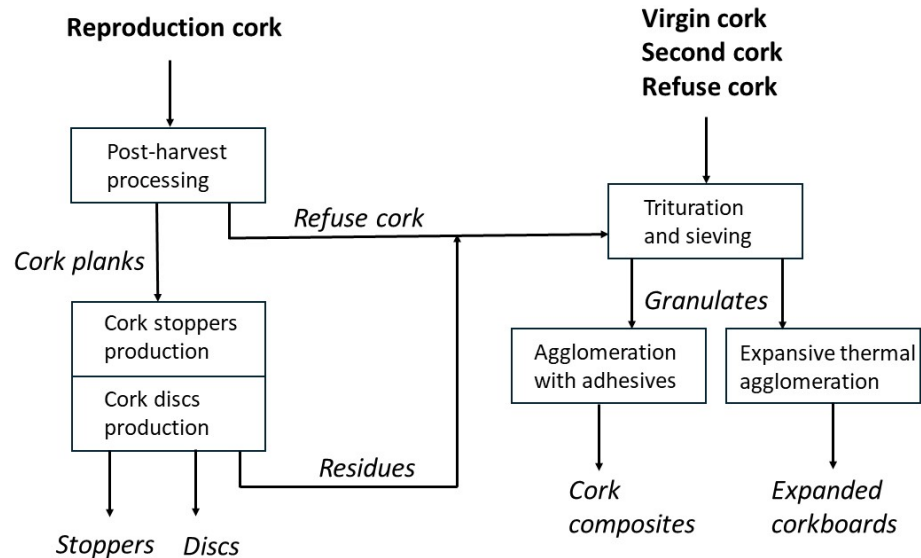 Reproduction cork
Virgin cork
Second cork
Refuse cork
Post-harvest
processing
Refuse cork
Trituration
and sieving
Cork planks
Granulates
Cork stoppers
production
Cork discs
production
Agglomeration
with adhesives
Expansive thermal
agglomeration
Residues
Stoppers
Discs
Cork
composites
Expanded
corkboards